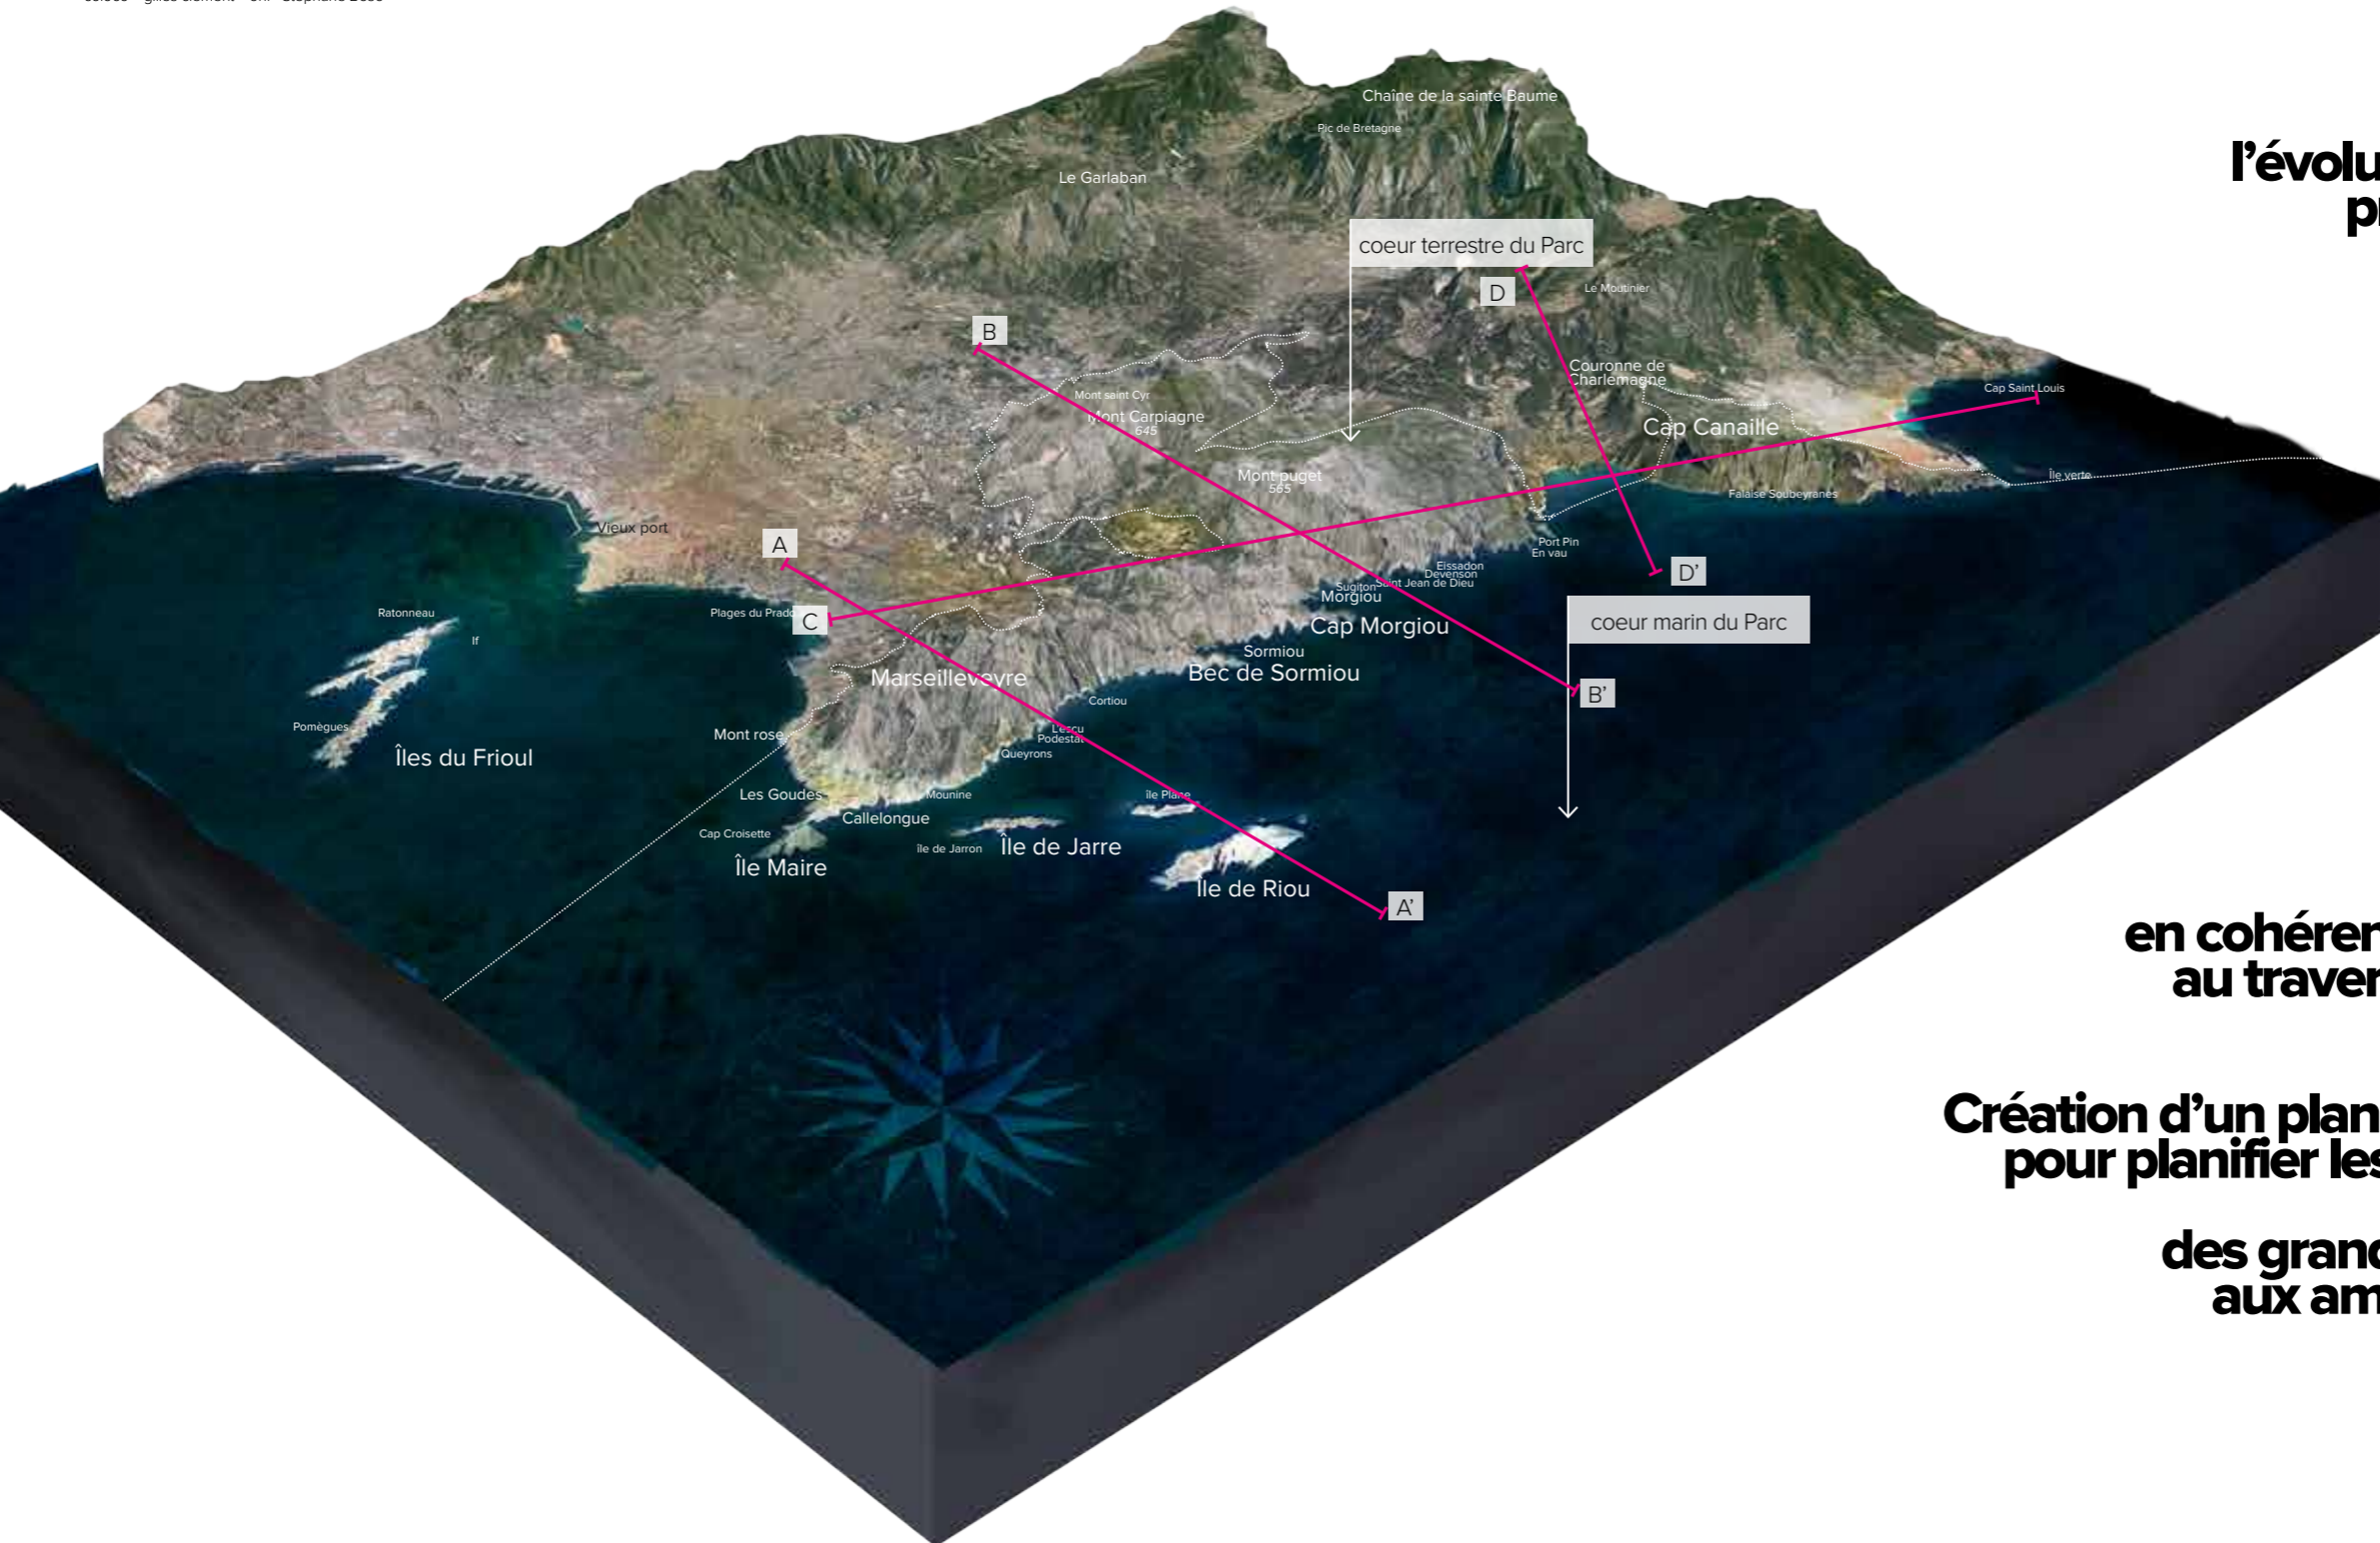 Chaîne de la sainte Baume
Pic de Bretagne
Le Garlaban
l’évolu
pr
coeur terrestre du Parc
D
Le Moutinier
B
Couronne de
Charlemagne
Cap Saint Louis
Mont saint Cyr
Mont Carpiagne
645
Cap Canaille
Mont puget
565
Île verte
Falaise Soubeyranes
Vieux port
A
Port Pin
En vau
Eissadon
Devenson
Saint Jean de Dieu
Sugiton
Morgiou
D’
Ratonneau
Plages du Prado
C
coeur marin du Parc
If
Cap Morgiou
Sormiou
Bec de Sormiou
Marseilleveyre
B’
Cortiou
Pomègues
Mont rose
L'escu
Podestat
Îles du Frioul
Queyrons
Les Goudes
Mounine
île Plane
Callelongue
Cap Croisette
île de Jarron
Île de Jarre
Île Maire
Île de Riou
A’
en cohéren
au traver
Création d’un plan
pour planifier les
des grand
aux am